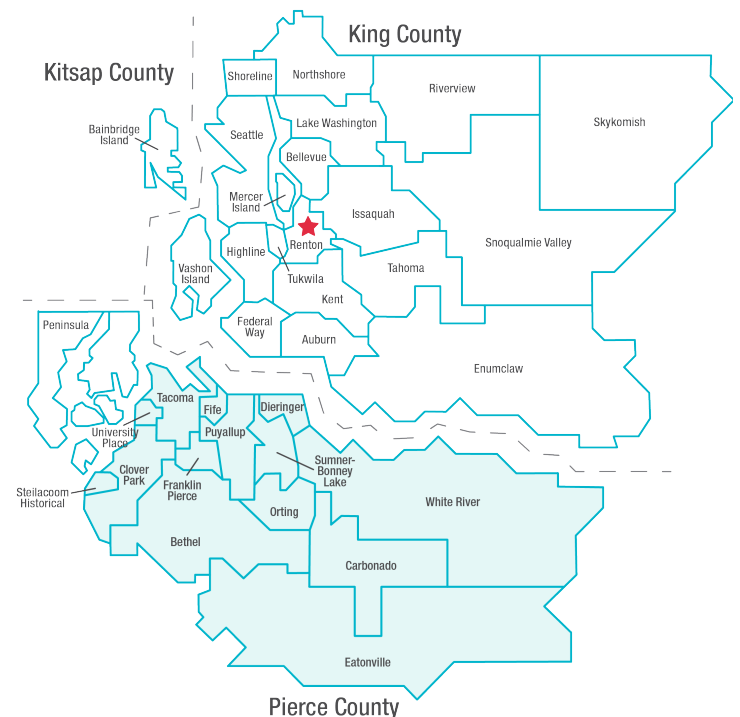 King County
Kitsap County
Shoreline
Northshore
Riverview
Skykomish
Bainbridge
Island
Seattle
Lake Washington
Bellevue
Mercer
Island
Issaquah
Renton
Snoqualmie Valley
Highline
Vashon
Island
Tukwila
Tahoma
Kent
Federal
Way
Auburn
Peninsula
Enumclaw
Tacoma
Fife
Dieringer
University
Place
Puyallup
Clover
Park
Franklin
Pierce
Sumner-
Bonney
Lake
Steilacoom
Historical
White River
Orting
Bethel
Carbonado
Eatonville
Pierce County